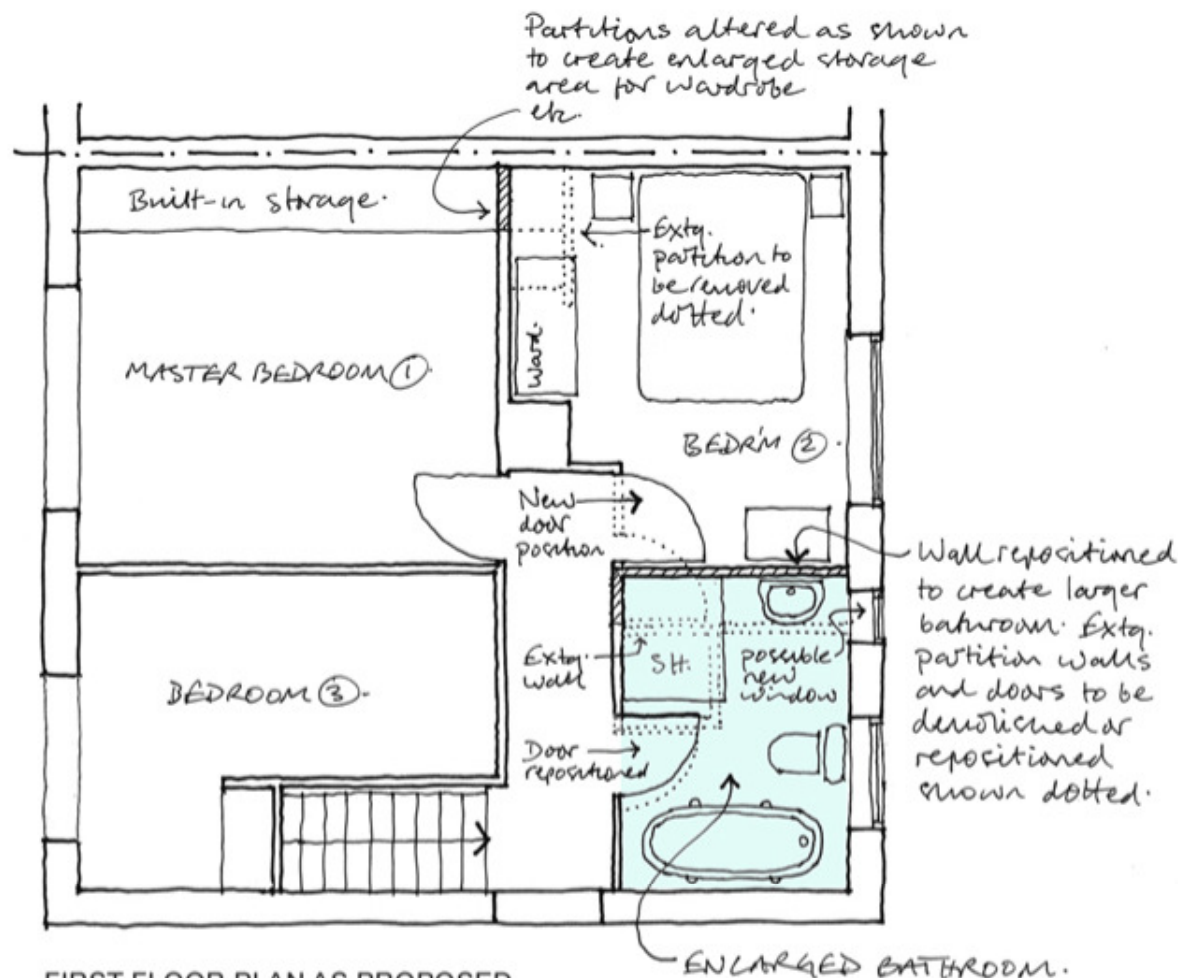 Partitions altered as shown
to create enlarged storage
area for wardrobe
etc.
Built-in storage.
Extg.
partition to
be removed
dotted.
Ward.
MASTER BEDROOM 1
BEDR'M 2.
New
door
position
Wall repositioned
to create larger
bathroom. Extg.
partition walls
and doors to be
demolished or
repositioned
shown dotted.
Extg.
wall
SH.
possible
new
window
BEDROOM 3.
Door
repositioned
ENLARGED BATHROOM.
FIRST FLOOR PLAN AS PROPOSED